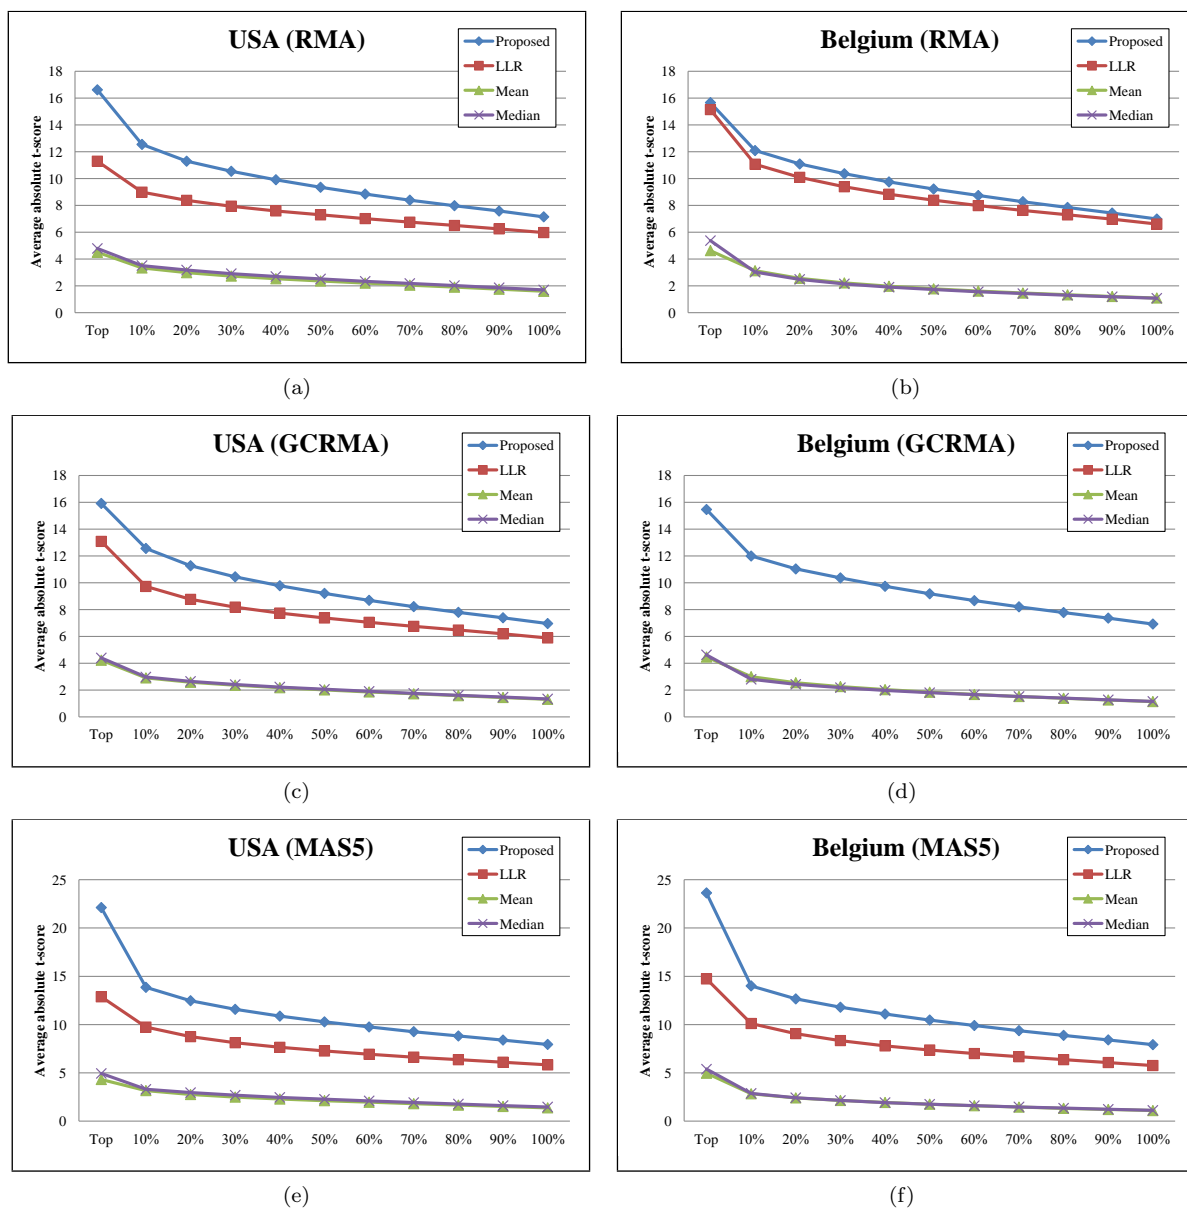 USA (RMA)
Proposed
LLR
Mean
Median
Average absolute t-score
18
16
14
12
10
8
6
4
2
0
Top 10% 20% 30% 40% 50% 60% 70% 80% 90% 100%
(a)
Belgium (RMA)
Proposed
LLR
Mean
Median
Average absolute t-score
18
16
14
12
10
8
6
4
2
0
Top 10% 20% 30% 40% 50% 60% 70% 80% 90% 100%
(b)
USA (GCRMA)
Proposed
LLR
Mean
Median
Average absolute t-score
18
16
14
12
10
8
6
4
2
0
Top 10% 20% 30% 40% 50% 60% 70% 80% 90% 100%
(c)
Belgium (GCRMA)
Proposed
LLR
Mean
Median
Average absolute t-score
18
16
14
12
10
8
6
4
2
0
Top 10% 20% 30% 40% 50% 60% 70% 80% 90% 100%
(d)
USA (MAS5)
Proposed
LLR
Mean
Median
Average absolute t-score
25
20
15
10
5
0
Top 10% 20% 30% 40% 50% 60% 70% 80% 90% 100%
(e)
Belgium (MAS5)
Proposed
LLR
Mean
Median
Average absolute t-score
25
20
15
10
5
0
Top 10% 20% 30% 40% 50% 60% 70% 80% 90% 100%
(f)